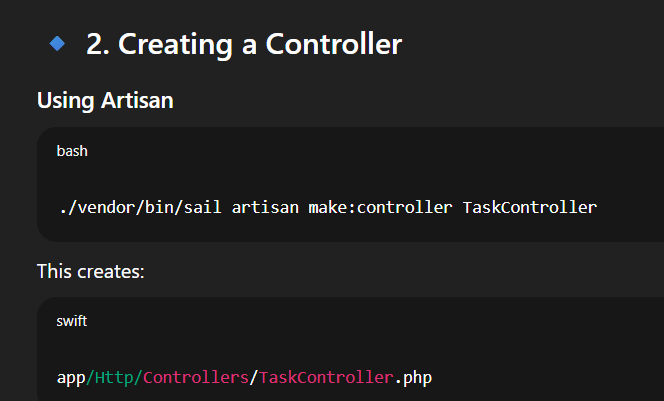 2. Creating a Controller
Using Artisan
bash
./vendor/bin/sail artisan make:controller TaskController
This creates:
swift
app/Http/Controllers/TaskController.php